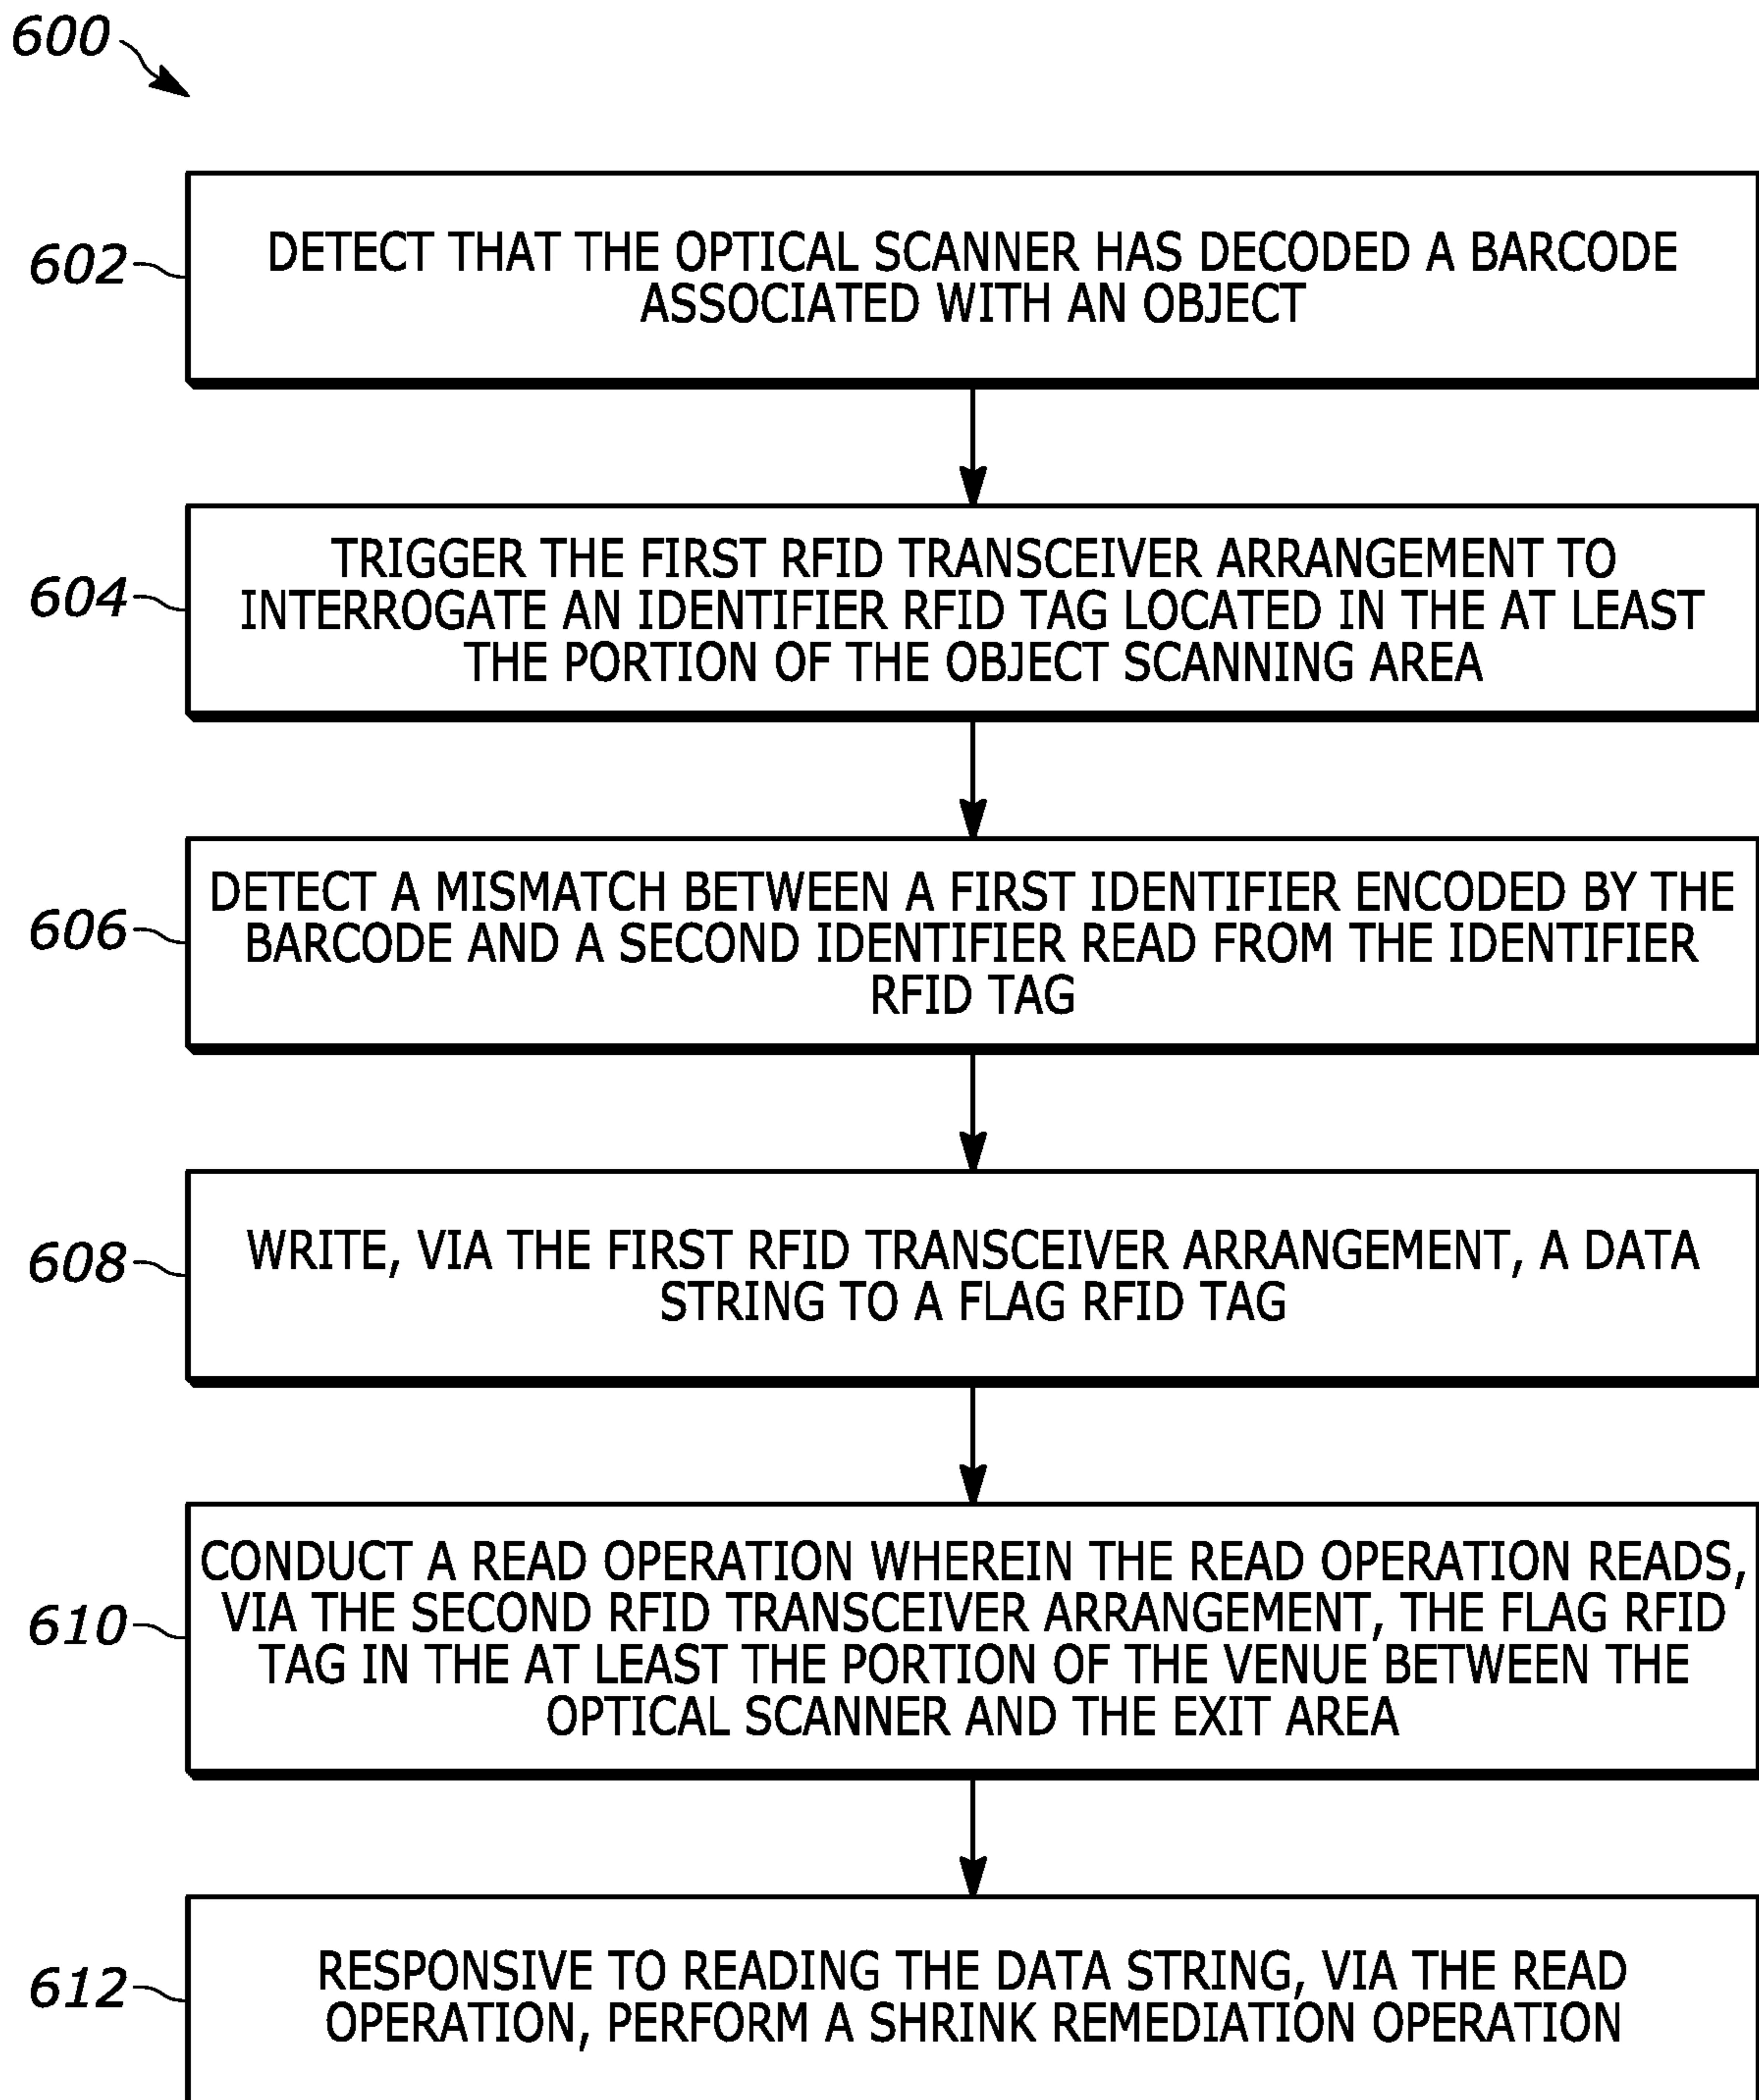 600
602
DETECT THAT THE OPTICAL SCANNER HAS DECODED A BARCODE
ASSOCIATED WITH AN OBJECT
604
TRIGGER THE FIRST RFID TRANSCEIVER ARRANGEMENT TO
INTERROGATE AN IDENTIFIER RFID TAG LOCATED IN THE AT LEAST
THE PORTION OF THE OBJECT SCANNING AREA
606
DETECT A MISMATCH BETWEEN A FIRST IDENTIFIER ENCODED BY THE
BARCODE AND A SECOND IDENTIFIER READ FROM THE IDENTIFIER
RFID TAG
608
WRITE, VIA THE FIRST RFID TRANSCEIVER ARRANGEMENT, A DATA
STRING TO A FLAG RFID TAG
610
CONDUCT A READ OPERATION WHEREIN THE READ OPERATION READS,
VIA THE SECOND RFID TRANSCEIVER ARRANGEMENT, THE FLAG RFID
TAG IN THE AT LEAST THE PORTION OF THE VENUE BETWEEN THE
OPTICAL SCANNER AND THE EXIT AREA
612
RESPONSIVE TO READING THE DATA STRING, VIA THE READ
OPERATION, PERFORM A SHRINK REMEDIATION OPERATION